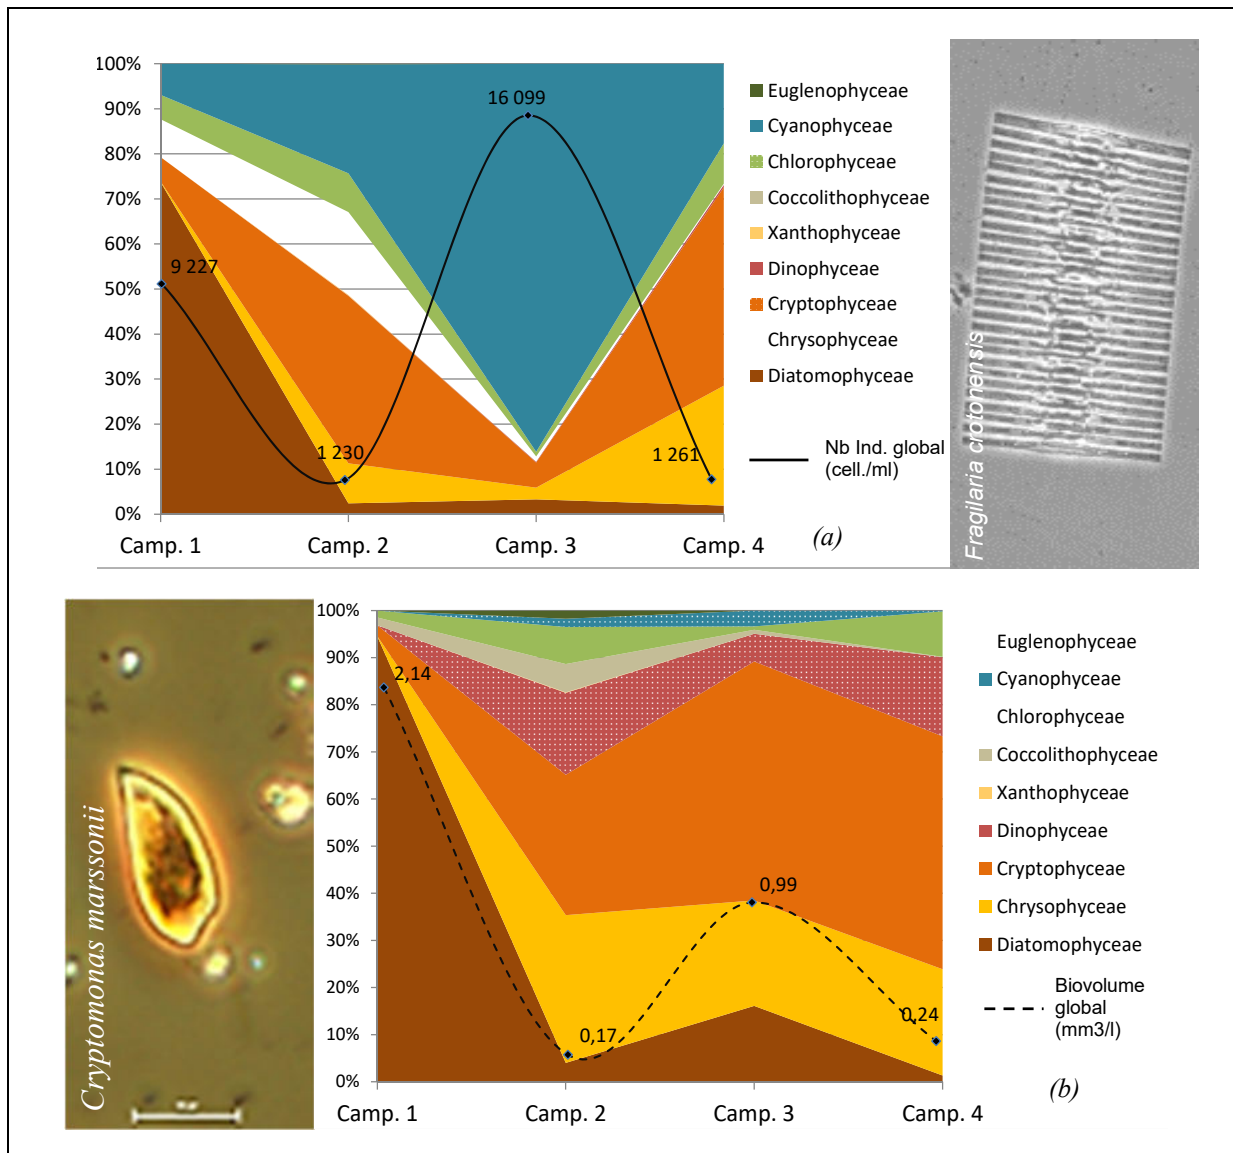 100%
90%
80%
70%
60%
50%
40%
30%
20%
10%
0%
9 227
1 230
16 099
1 261
Camp. 1
Camp. 2
Camp. 3
Camp. 4
Euglenophyceae
Cyanophyceae
Chlorophyceae
Coccolithophyceae
Xanthophyceae
Dinophyceae
Cryptophyceae
Chrysophyceae
Diatomophyceae
Nb Ind. global
(cell./ml)
(a)
Fragilaria crotonensis
Cryptomonas marssonii
100%
90%
80%
70%
60%
50%
40%
30%
20%
10%
0%
2,14
0,17
0,99
0,24
Camp. 1
Camp. 2
Camp. 3
Camp. 4
Euglenophyceae
Cyanophyceae
Chlorophyceae
Coccolithophyceae
Xanthophyceae
Dinophyceae
Cryptophyceae
Chrysophyceae
Diatomophyceae
Biovolume
global
(mm3/l)
(b)